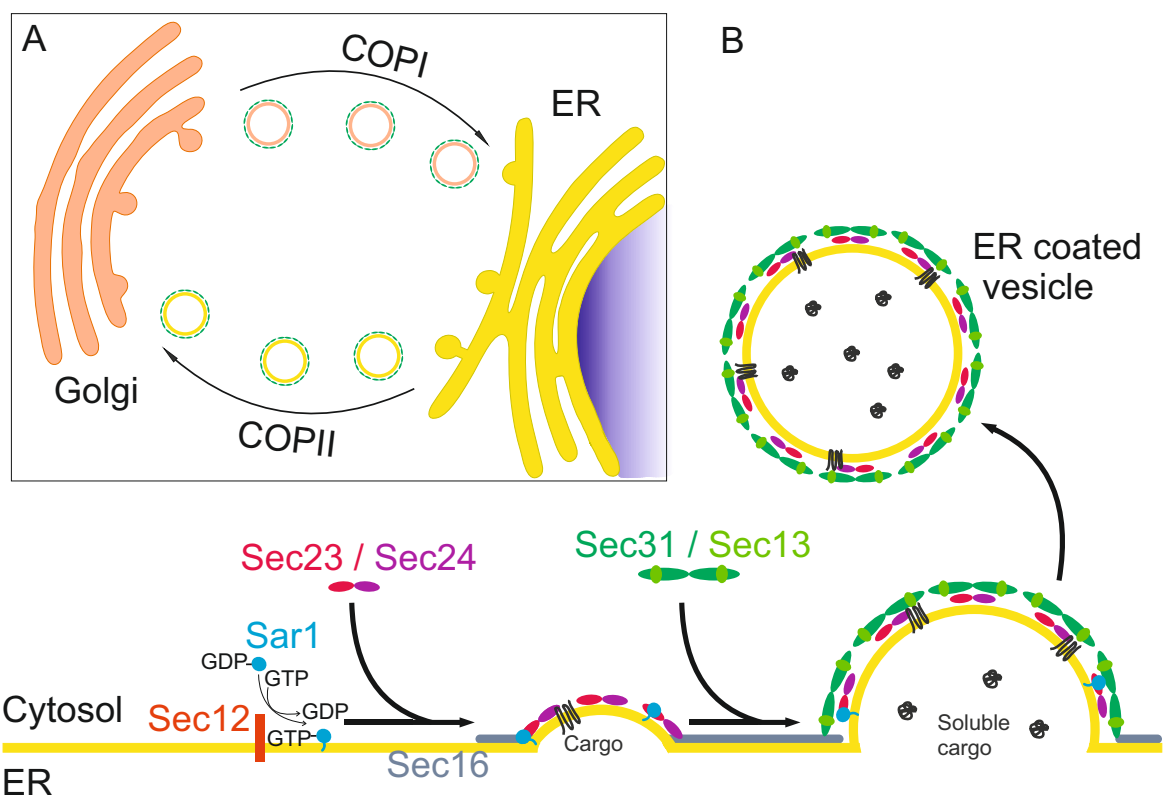 A
COPI
ER
Golgi
COPII
B
ER coated
vesicle
Sec23 / Sec24
Sec31 / Sec13
Sar1
GDP
GTP
Cytosol
Sec12
GDP
GTP
Sec16
Cargo
Soluble
cargo
ER